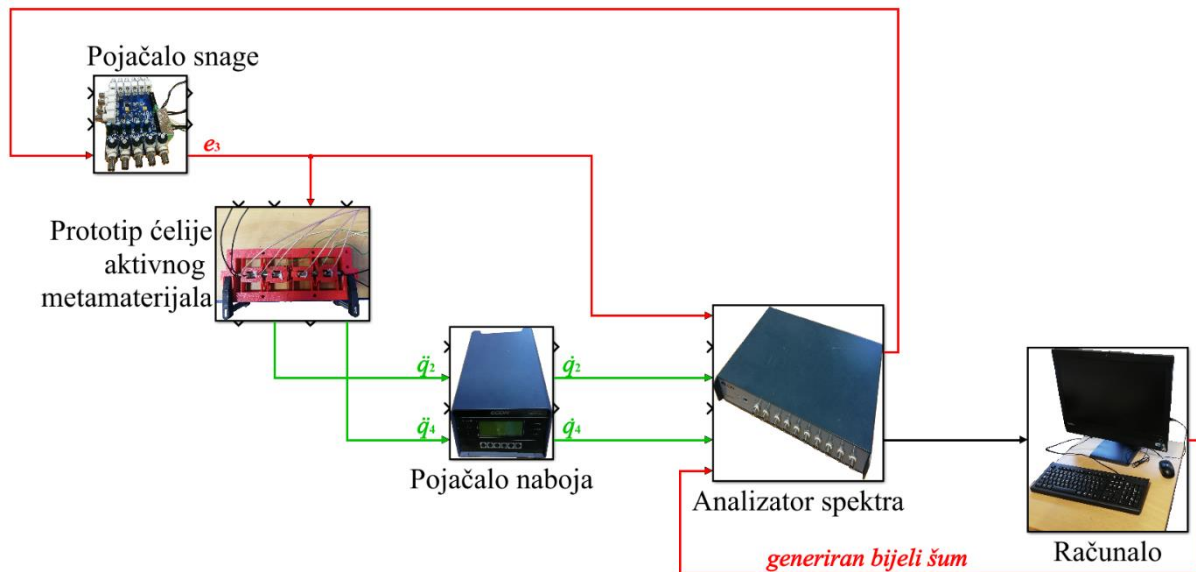 Pojačalo snage
e₃
Prototip ćelije
aktivnog
metamaterijala
q̈₂
q̇₂
q̈₄
q̇₄
Pojačalo naboja
Analizator spektra
generiran bijeli šum
Računalo